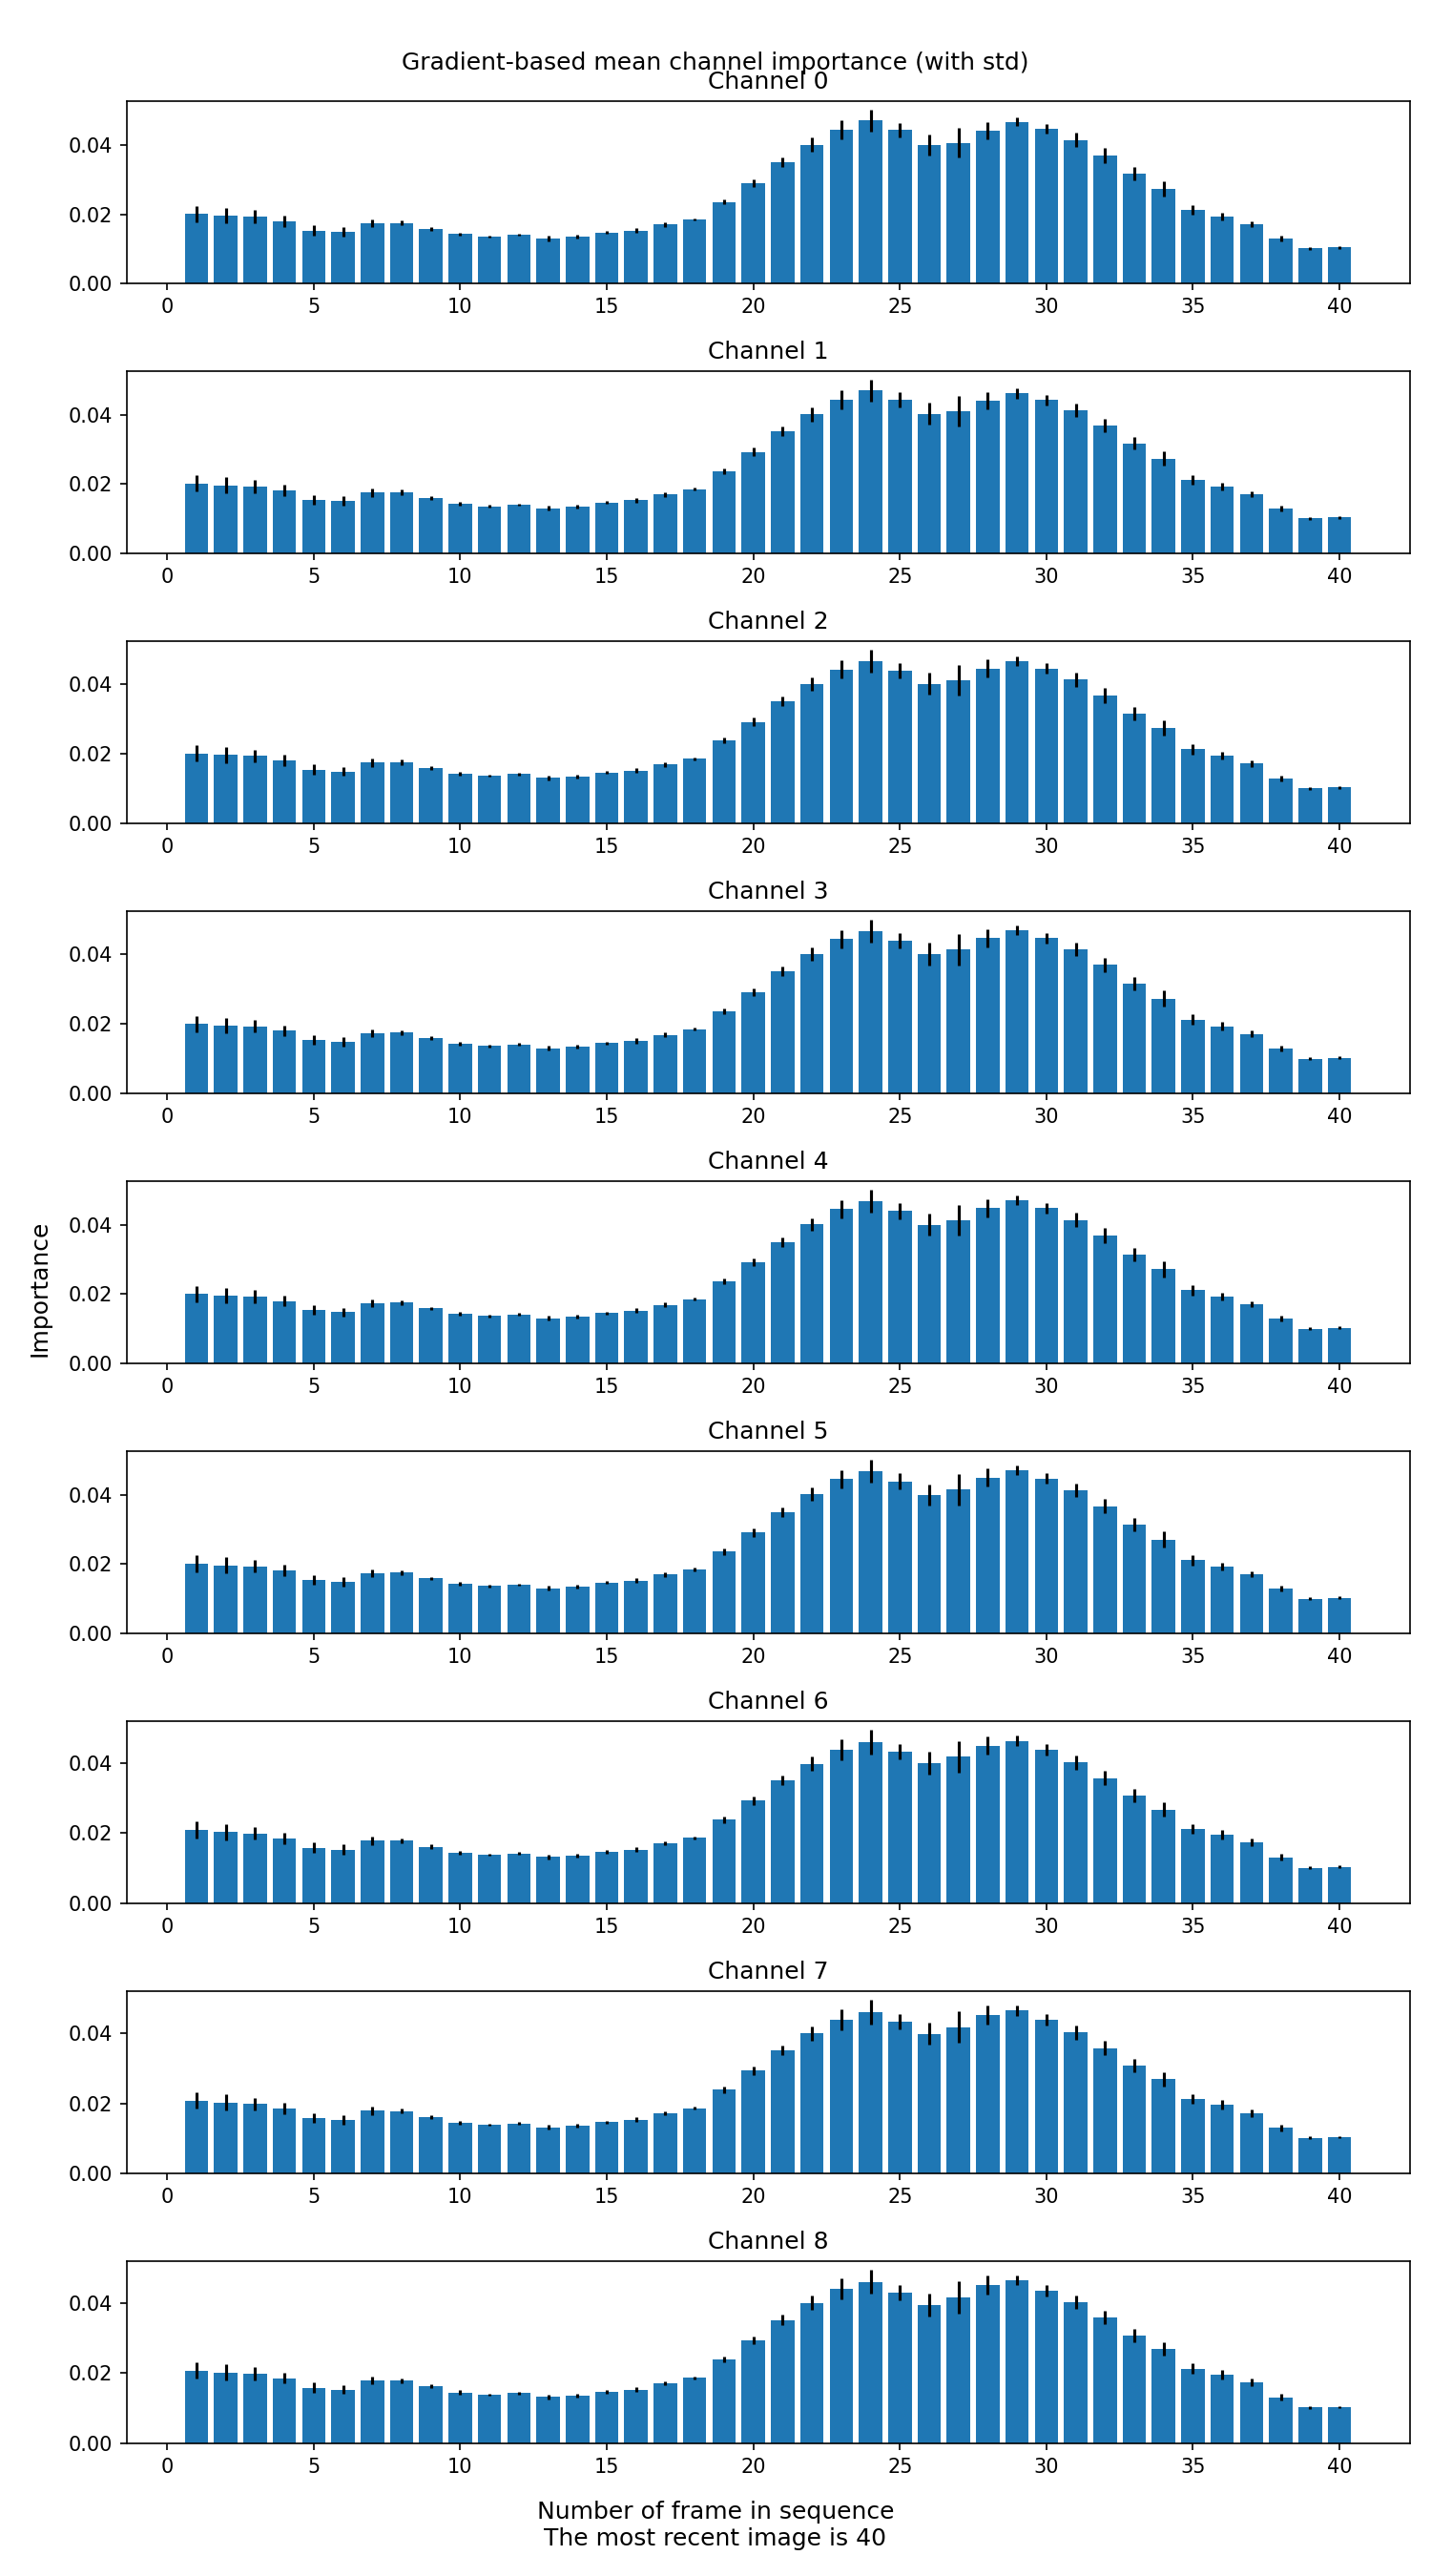 Gradient-based mean channel importance (with std)
Channel 0
0.04
0.02
0.00
0 5 10 15 20 25 30 35 40
Channel 1
0.04
0.02
0.00
0 5 10 15 20 25 30 35 40
Channel 2
0.04
0.02
0.00
0 5 10 15 20 25 30 35 40
Channel 3
0.04
0.02
0.00
0 5 10 15 20 25 30 35 40
Channel 4
0.04
0.02
0.00
0 5 10 15 20 25 30 35 40
Importance
Channel 5
0.04
0.02
0.00
0 5 10 15 20 25 30 35 40
Channel 6
0.04
0.02
0.00
0 5 10 15 20 25 30 35 40
Channel 7
0.04
0.02
0.00
0 5 10 15 20 25 30 35 40
Channel 8
0.04
0.02
0.00
0 5 10 15 20 25 30 35 40
Number of frame in sequence
The most recent image is 40